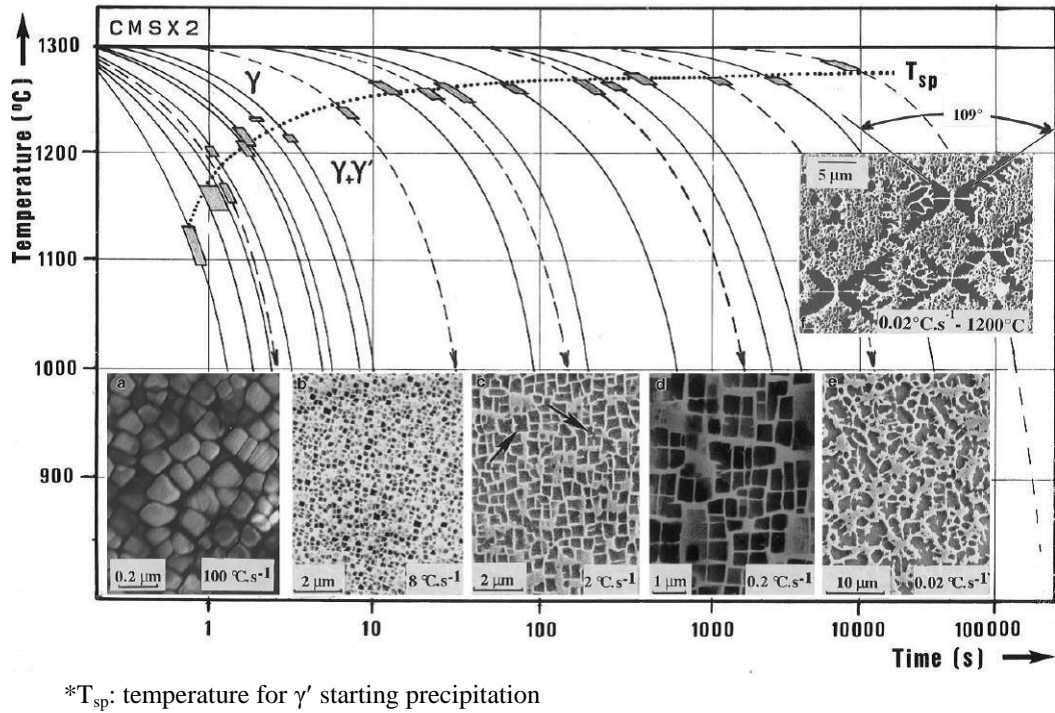 CMSX2
Temperature (ºC)
1300
1200
1100
1000
900
γ
γ+γ′
Tsp
109°
5 µm
0.02°C.s⁻¹ - 1200°C
a
0.2 µm
100 °C.s⁻¹
b
2 µm
8 °C.s⁻¹
c
2 µm
2 °C.s⁻¹
d
1 µm
0.2 °C.s⁻¹
e
10 µm
0.02 °C.s⁻¹
1 10 100 1000 10000 100000
Time (s)
*Tsp: temperature for γ′ starting precipitation